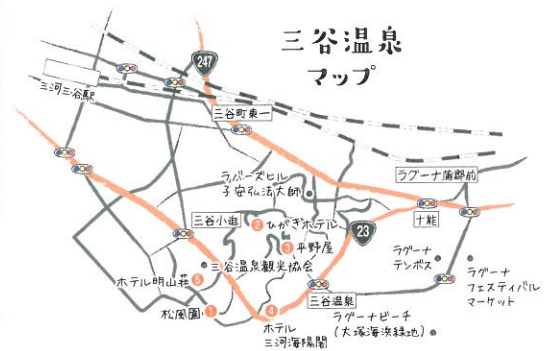 三谷温泉
マップ
247
三河三谷駅
三谷町東一
ラグーナ蒲郡前
ラバーズヒル
子安弘法大師
十能
三谷小違
2 ひがきホテル
23
3 平野屋
ラグーナ
テンボス
三谷温泉観光協会
ラグーナ
フェスティバル
マーケット
ホテル明山荘 5
三谷温泉
松風園 1
4
ホテル
三河海陽閣
ラグーナビーチ
(大塚海浜緑地)